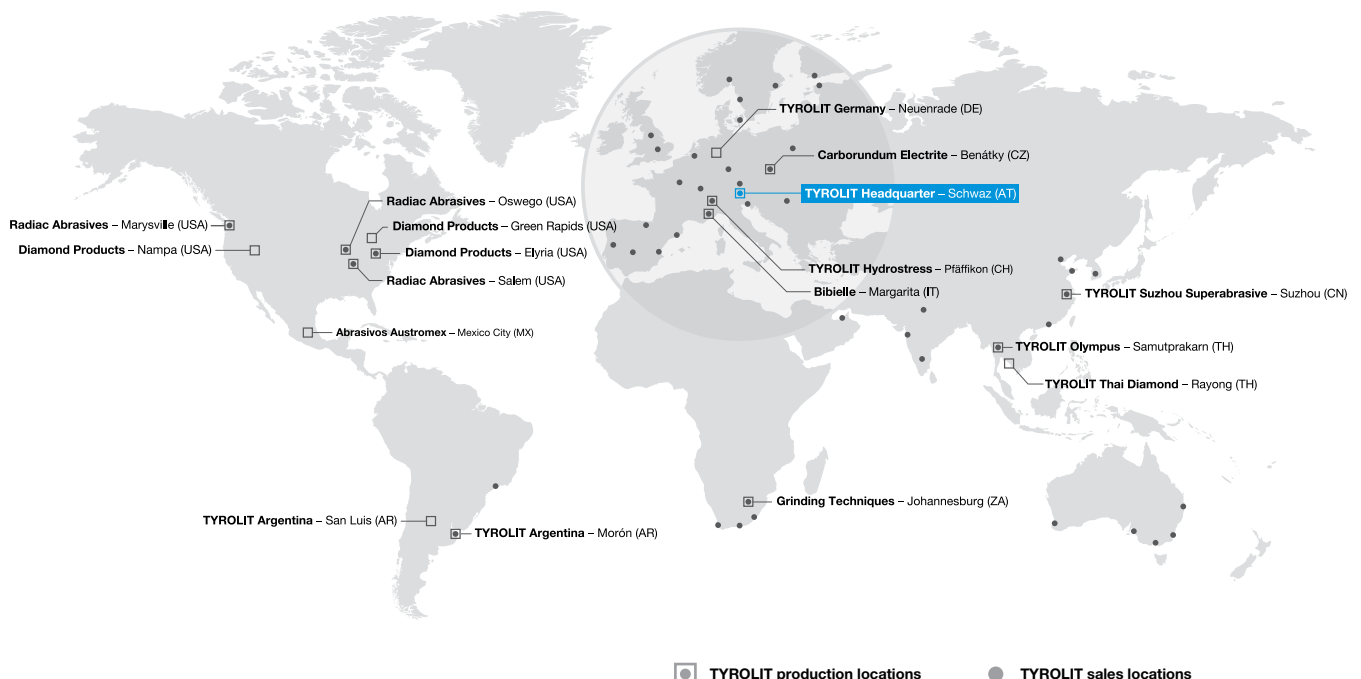 TYROLIT Germany – Neuenrade (DE)
Carborundum Electrite – Benátky (CZ)
TYROLIT Headquarter – Schwaz (AT)
Radiac Abrasives – Oswego (USA)
Radiac Abrasives – Marysville (USA)
Diamond Products – Green Rapids (USA)
Diamond Products – Nampa (USA)
Diamond Products – Elyria (USA)
TYROLIT Hydrostress – Pfäffikon (CH)
Radiac Abrasives – Salem (USA)
Bibielle – Margarita (IT)
TYROLIT Suzhou Superabrasive – Suzhou (CN)
Abrasivos Austromex – Mexico City (MX)
TYROLIT Olympus – Samutprakarn (TH)
TYROLIT Thai Diamond – Rayong (TH)
Grinding Techniques – Johannesburg (ZA)
TYROLIT Argentina – San Luis (AR)
TYROLIT Argentina – Morón (AR)
TYROLIT production locations
TYROLIT sales locations